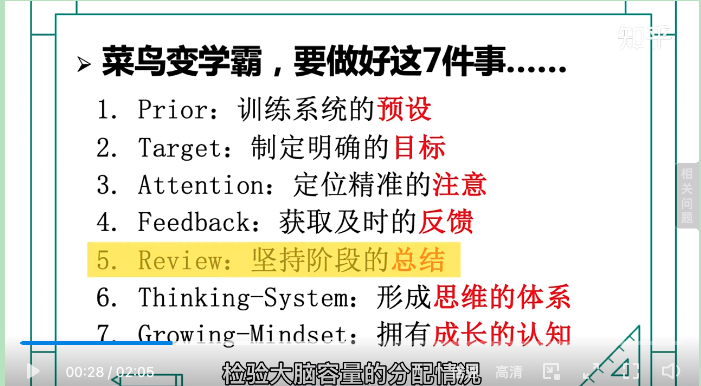 知乎
➢ 菜鸟变学霸，要做好这7件事……
1. Prior: 训练系统的预设
2. Target: 制定明确的目标
3. Attention: 定位精准的注意
4. Feedback: 获取及时的反馈
5. Review: 坚持阶段的总结
6. Thinking-System: 形成思维的体系
7. Growing-Mindset: 拥有成长的认知
相关问题
00:28 / 02:05
检验大脑容量的分配情况
高清